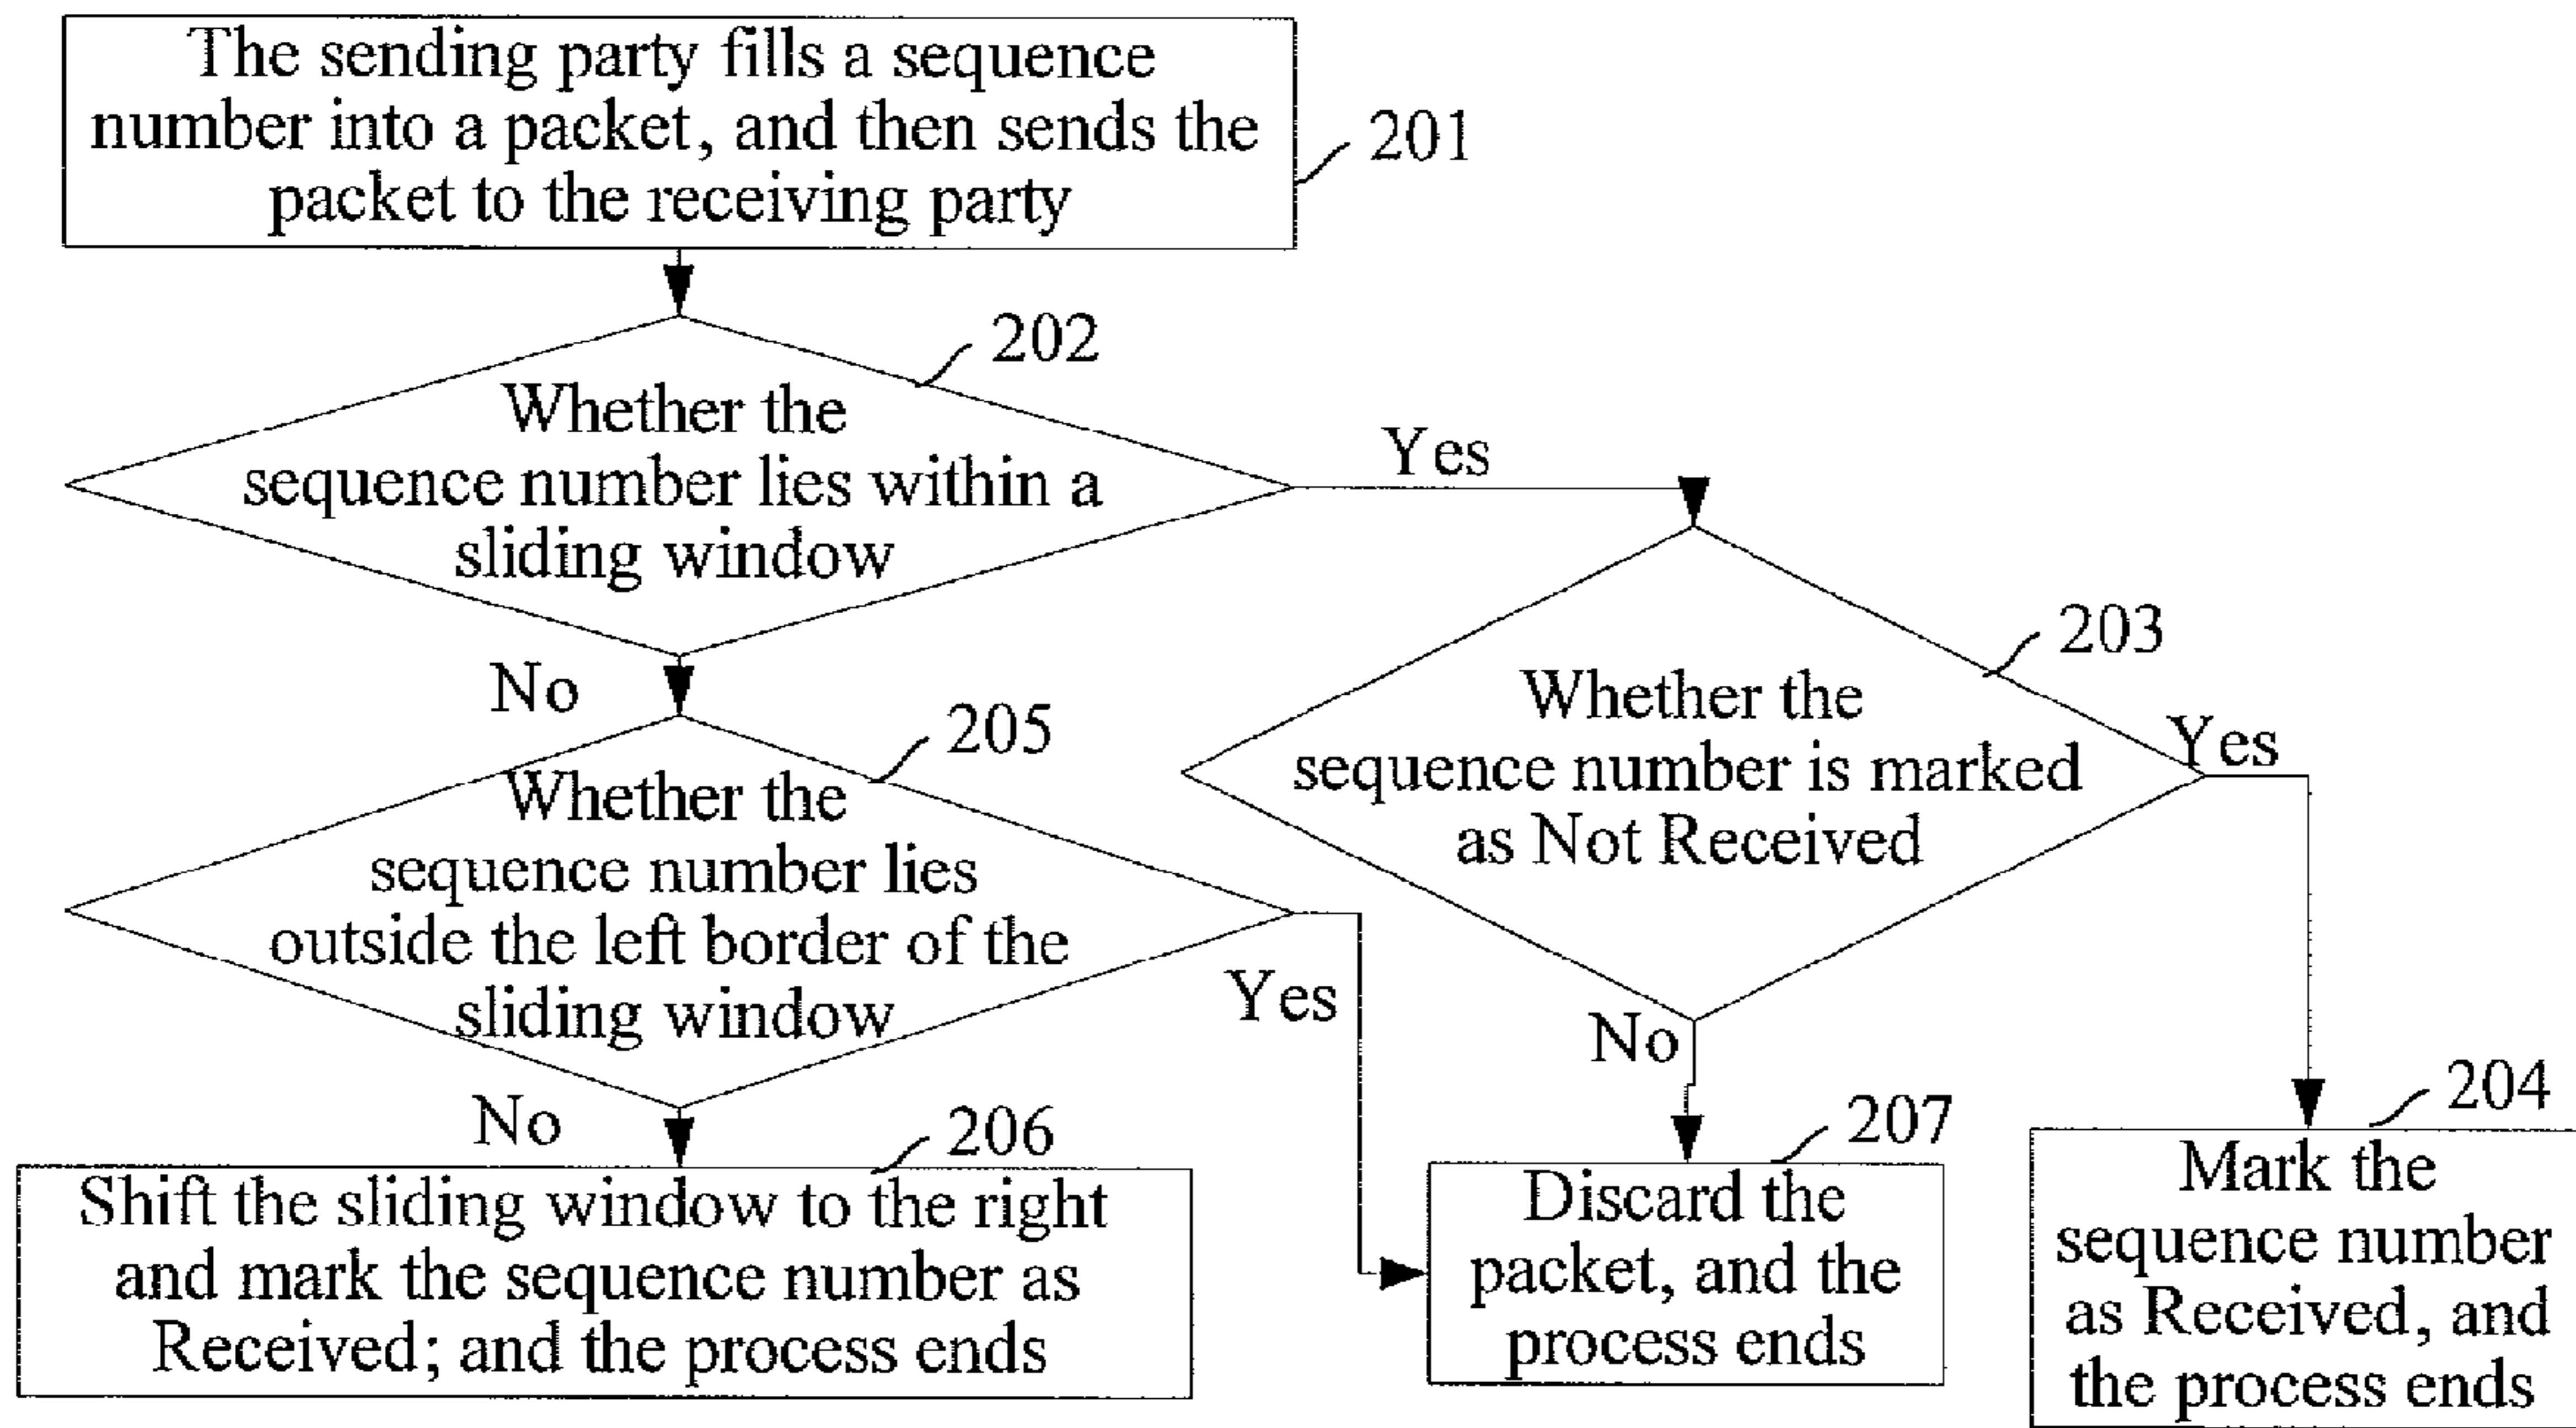 The sending party fills a sequence
number into a packet, and then sends the
packet to the receiving party
201
202
Whether the
sequence number lies within a
sliding window
Yes
No
203
Whether the
sequence number is marked
as Not Received
Yes
No
205
Whether the
sequence number lies
outside the left border of the
sliding window
Yes
No
206
Shift the sliding window to the right
and mark the sequence number as
Received; and the process ends
207
Discard the
packet, and the
process ends
204
Mark the
sequence number
as Received, and
the process ends